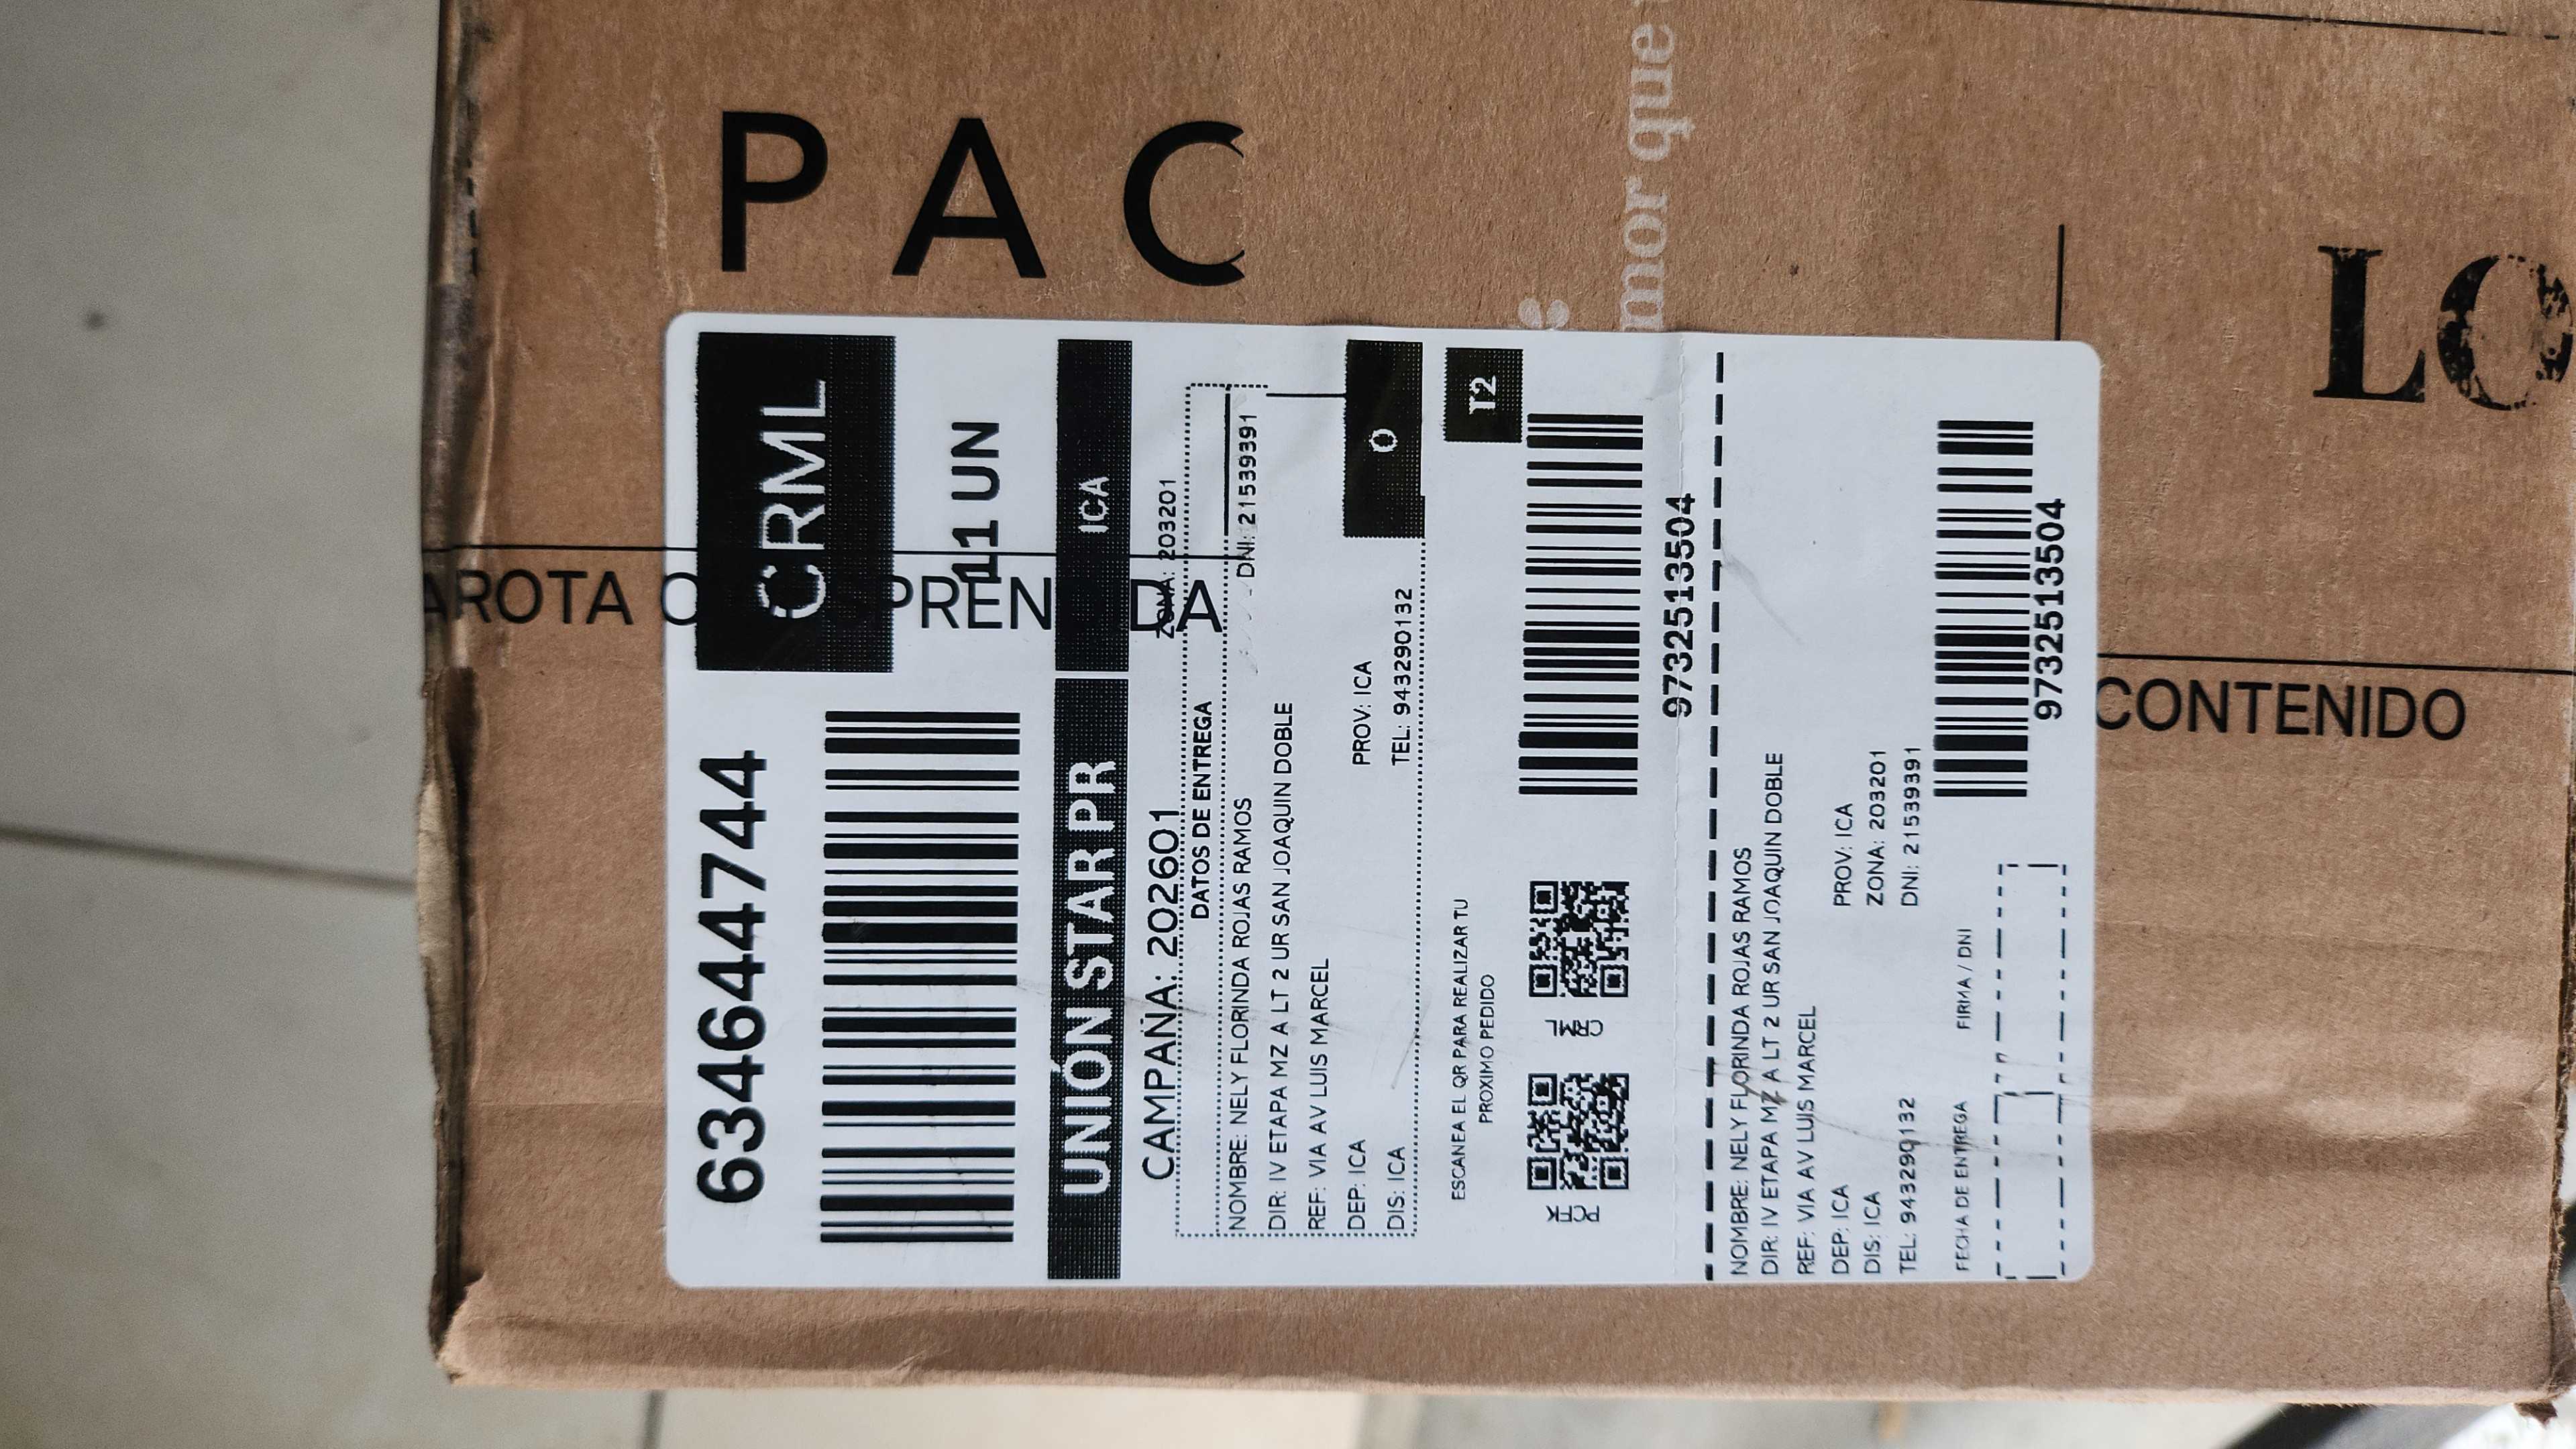 P A C
mor que
LO
AROTA O
PREN DA
CONTENIDO
6346447744
CRML
11 UN
UNIÓN STAR PR
ICA
CAMPAÑA: 202601
ZONA: 203201
DATOS DE ENTREGA
NOMBRE: NELY FLORINDA ROJAS RAMOS
DNI: 21539391
DIR: IV ETAPA MZ A LT 2 UR SAN JOAQUIN DOBLE
REF: VIA AV LUIS MARCEL
DEP: ICA
PROV: ICA
DIS: ICA
TEL: 943290132
O
T2
ESCANEA EL QR PARA REALIZAR TU
PROXIMO PEDIDO
9732513504
NOMBRE: NELY FLORINDA ROJAS RAMOS
DIR: IV ETAPA MZ A LT 2 UR SAN JOAQUIN DOBLE
REF: VIA AV LUIS MARCEL
DEP: ICA
PROV: ICA
DIS: ICA
ZONA: 203201
TEL: 943290132
DNI: 21539391
FECHA DE ENTREGA
FIRMA / DNI
9732513504